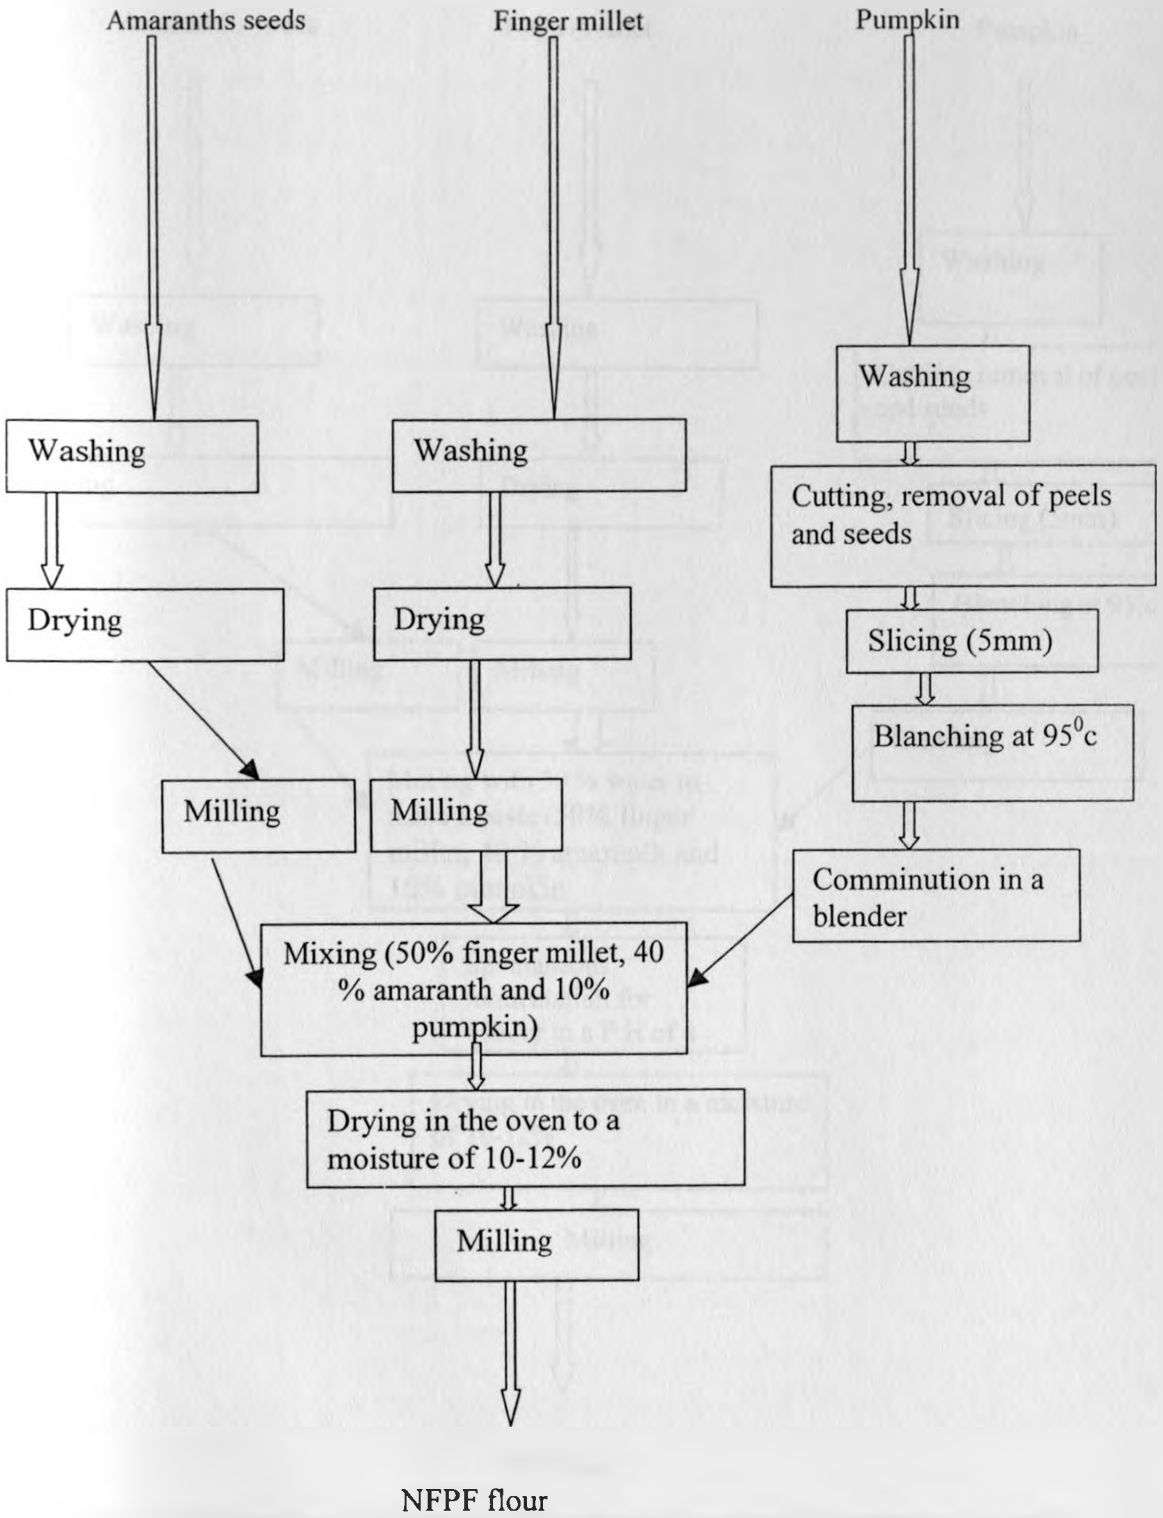 Amaranths seeds
Finger millet
Pumpkin
Washing
Washing
Washing
Cutting, removal of peels
and seeds
Drying
Drying
Slicing (5mm)
Blanching at 95⁰c
Milling
Milling
Comminution in a
blender
Mixing (50% finger millet, 40
% amaranth and 10%
pumpkin)
Drying in the oven to a
moisture of 10-12%
Milling
NFPF flour